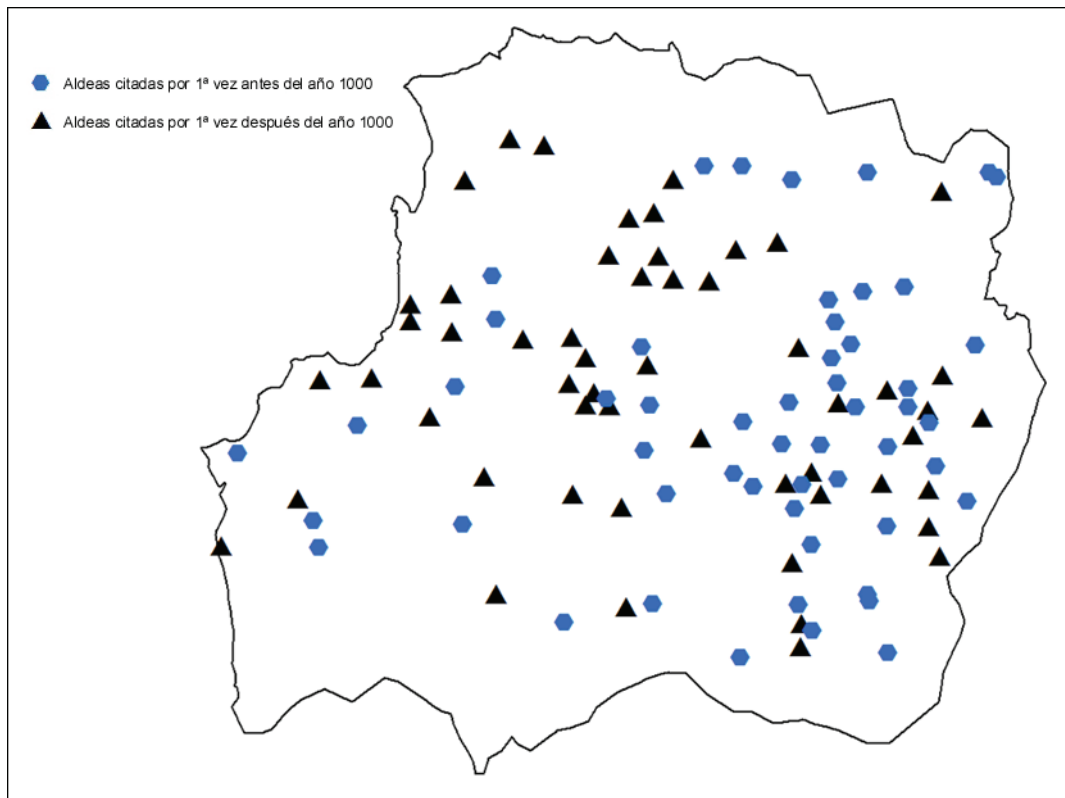 Aldeas citadas por 1ª vez antes del año 1000
Aldeas citadas por 1ª vez después del año 1000